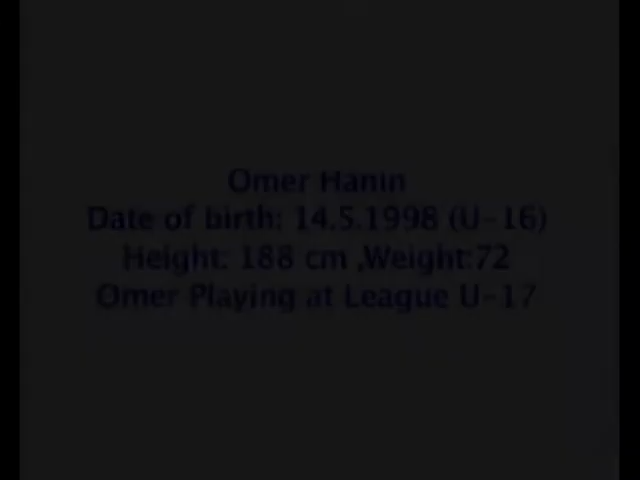 Omer Hanin
Date of birth: 14.5.1998 (U-16)
Height: 188 cm ,Weight:72
Omer Playing at League U-17